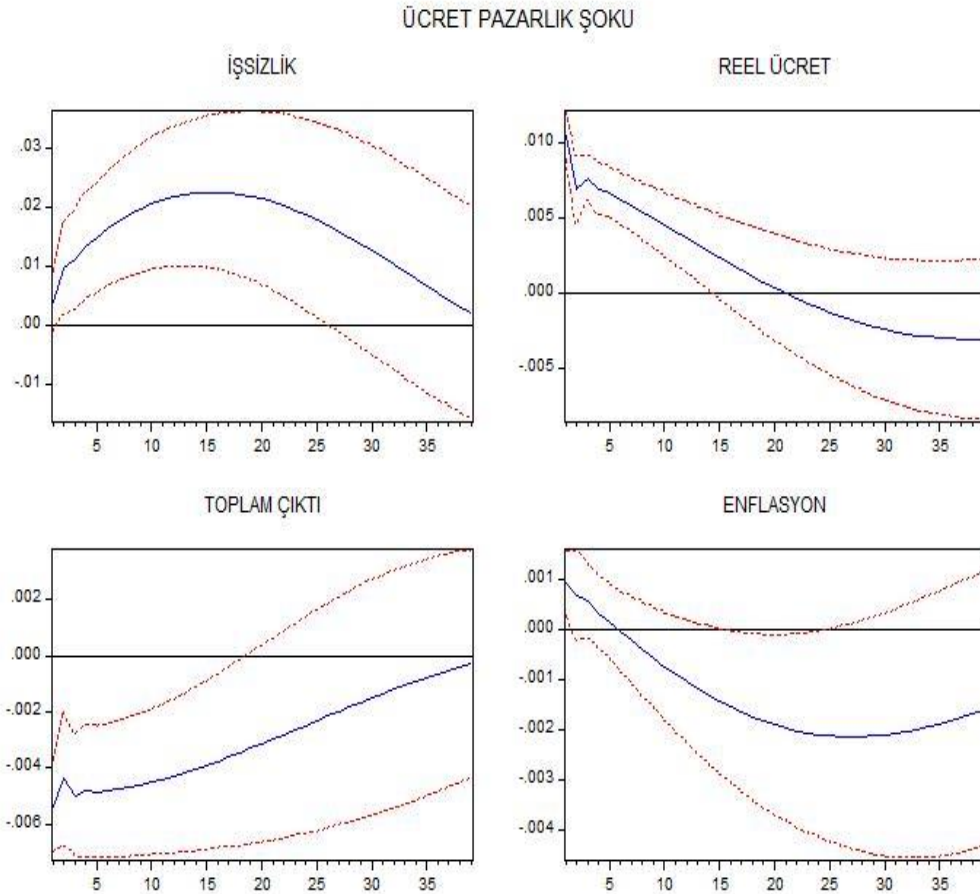 ÜCRET PAZARLIK ŞOKU
İŞSİZLİK
.03
.02
.01
.00
-.01
5 10 15 20 25 30 35
REEL ÜCRET
.010
.005
.000
-.005
5 10 15 20 25 30 35
TOPLAM ÇIKTI
.002
.000
-.002
-.004
-.006
5 10 15 20 25 30 35
ENFLASYON
.001
.000
-.001
-.002
-.003
-.004
5 10 15 20 25 30 35